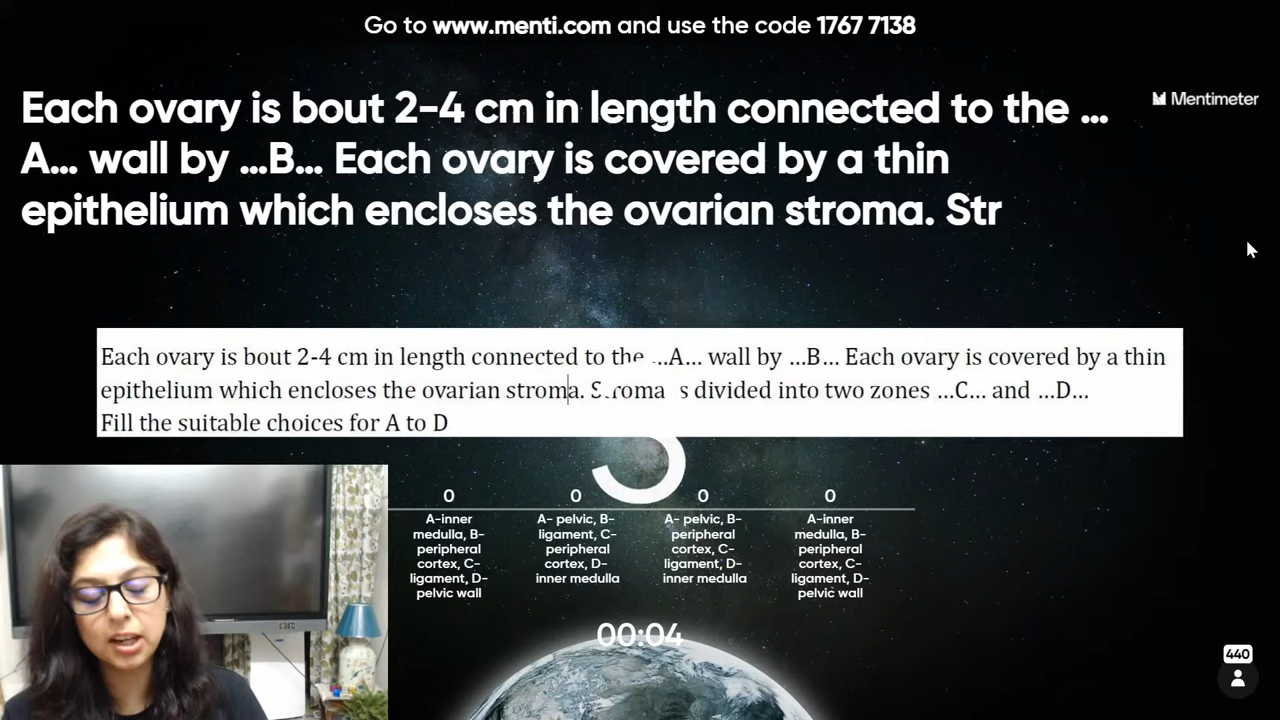 Go to www.menti.com and use the code 1767 7138
Mentimeter
Each ovary is bout 2-4 cm in length connected to the ...
A... wall by ...B... Each ovary is covered by a thin
epithelium which encloses the ovarian stroma. Str
Each ovary is bout 2-4 cm in length connected to the ...A... wall by ...B... Each ovary is covered by a thin
epithelium which encloses the ovarian stroma. Stroma is divided into two zones ...C... and ...D...
Fill the suitable choices for A to D
0
A-inner
medulla, B-
peripheral
cortex, C-
ligament, D-
pelvic wall
0
A- pelvic, B-
ligament, C-
peripheral
cortex, D-
inner medulla
0
A- pelvic, B-
peripheral
cortex, C-
ligament, D-
inner medulla
0
A-inner
medulla, B-
peripheral
cortex, C-
ligament, D-
pelvic wall
00:04
440